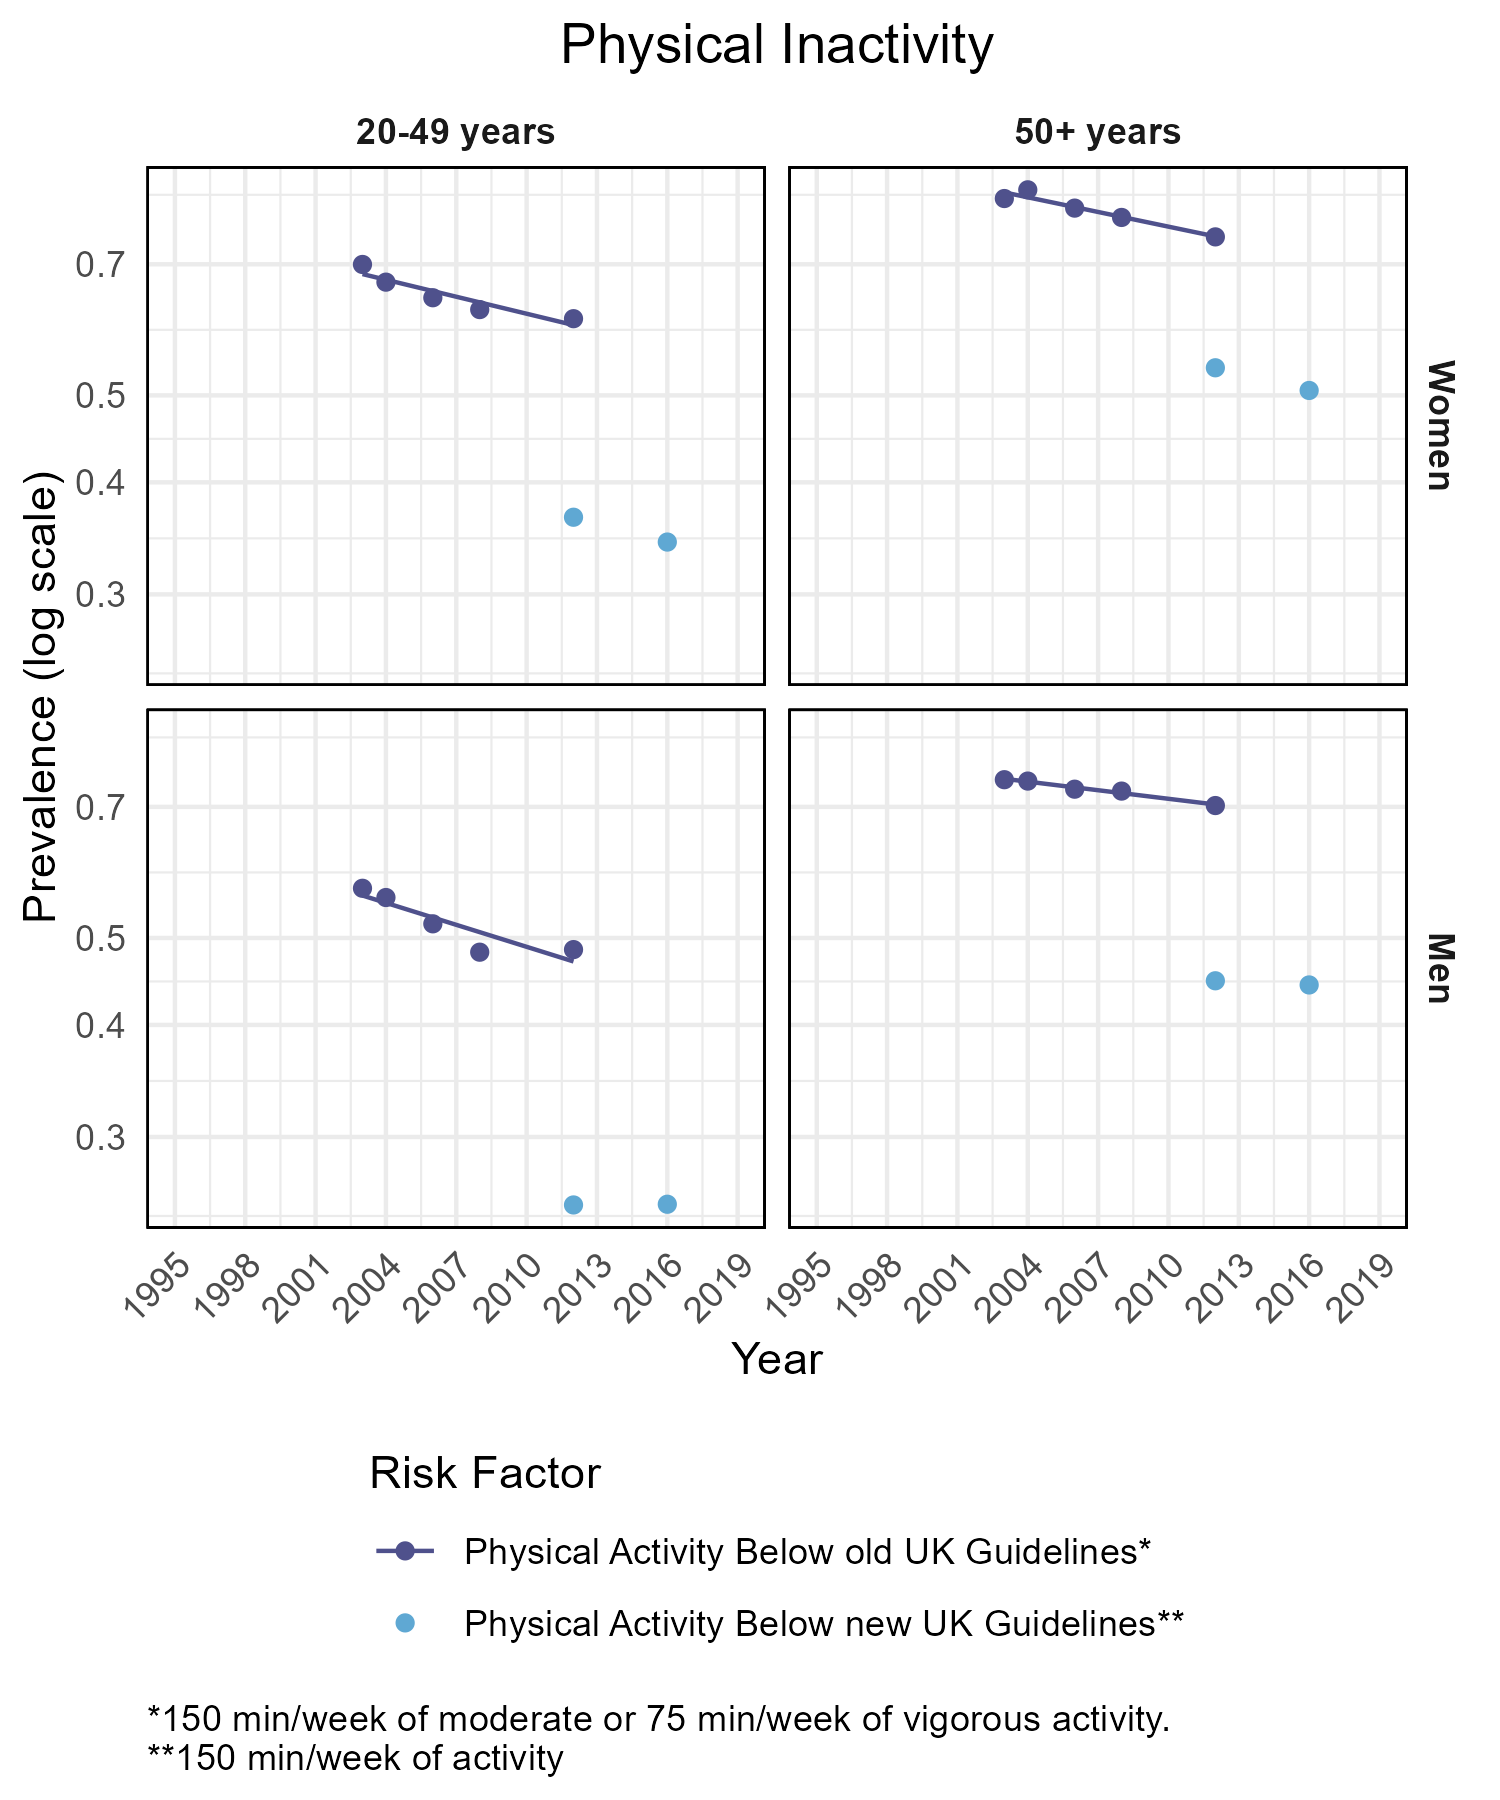 Physical Inactivity
20-49 years
50+ years
0.7
0.5
0.4
0.3
Women
0.7
0.5
0.4
0.3
Men
Prevalence (log scale)
1995
1998
2001
2004
2007
2010
2013
2016
2019
1995
1998
2001
2004
2007
2010
2013
2016
2019
Year
Risk Factor
Physical Activity Below old UK Guidelines*
Physical Activity Below new UK Guidelines**
*150 min/week of moderate or 75 min/week of vigorous activity.
**150 min/week of activity